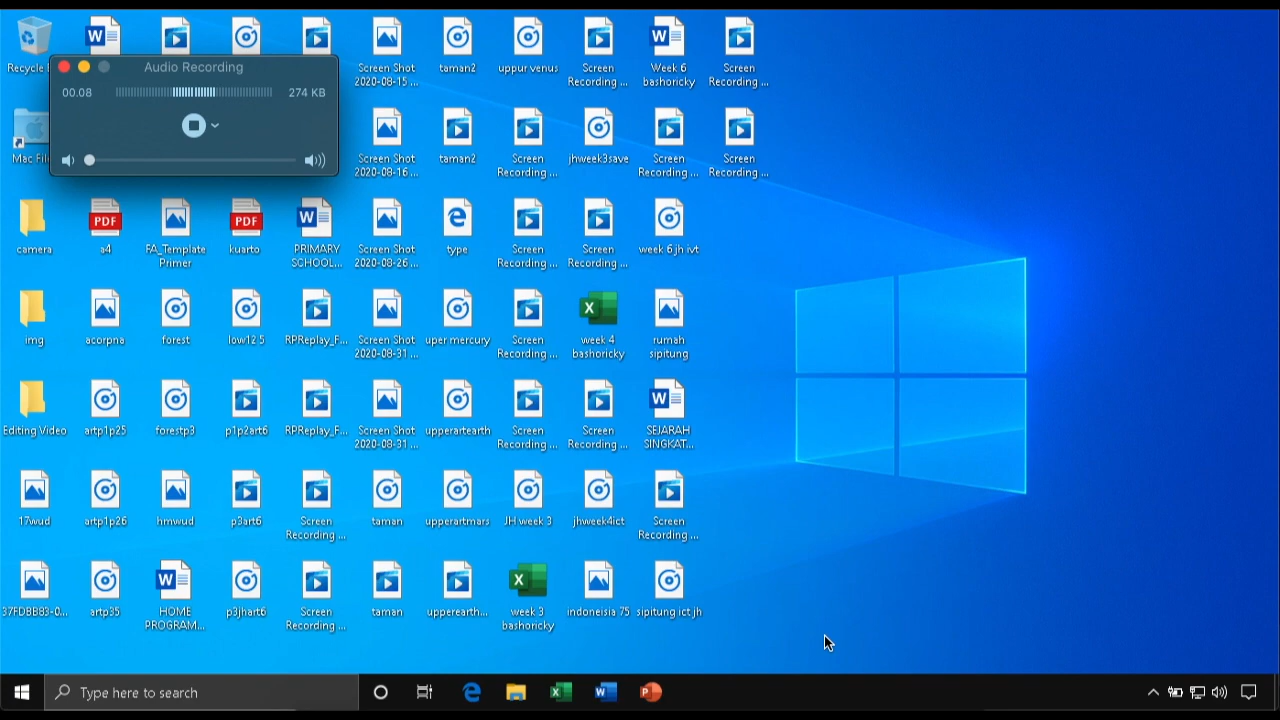 Audio Recording
00.08
274 KB
Recycle
Screen Shot
2020-08-15 ...
taman2
uppur venus
Screen
Recording ...
Week 6
bashoricky
Screen
Recording ...
Mac Fil
Screen Shot
2020-08-16 ...
taman2
Screen
Recording ...
jhweek3save
Screen
Recording ...
Screen
Recording ...
camera
PDF
a4
FA_Template
Primer
PDF
kuarto
PRIMARY
SCHOOL...
Screen Shot
2020-08-26 ...
type
Screen
Recording ...
Screen
Recording ...
week 6 jh ivt
img
acorpna
forest
low12.5
RPReplay_F...
Screen Shot
2020-08-31 ...
uper mercury
Screen
Recording ...
week 4
bashoricky
rumah
sipitung
Editing Video
artp1p25
forestp3
p1p2art6
RPReplay_F...
Screen Shot
2020-08-31 ...
upperartearth
Screen
Recording ...
Screen
Recording ...
SEJARAH
SINGKAT...
17wud
artp1p26
hmwud
p3art6
Screen
Recording ...
taman
upperartmars
JH week 3
jhweek4ict
Screen
Recording ...
37FDBB83-0...
artp35
HOME
PROGRAM...
p3jhart6
Screen
Recording ...
taman
upperearth...
week 3
bashoricky
indoneisia 75
sipitung ict jh
Type here to search